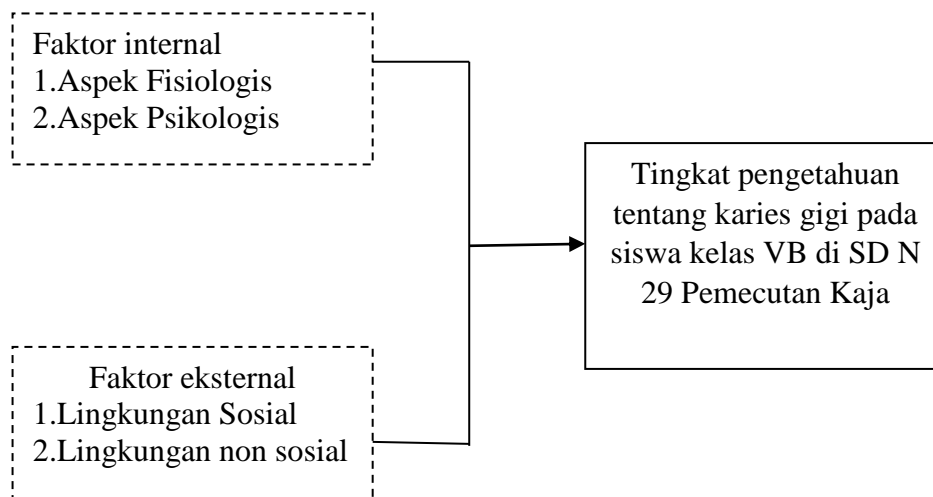 Faktor internal
1.Aspek Fisiologis
2.Aspek Psikologis
Tingkat pengetahuan
tentang karies gigi pada
siswa kelas VB di SD N
29 Pemecutan Kaja
Faktor eksternal
1.Lingkungan Sosial
2.Lingkungan non sosial